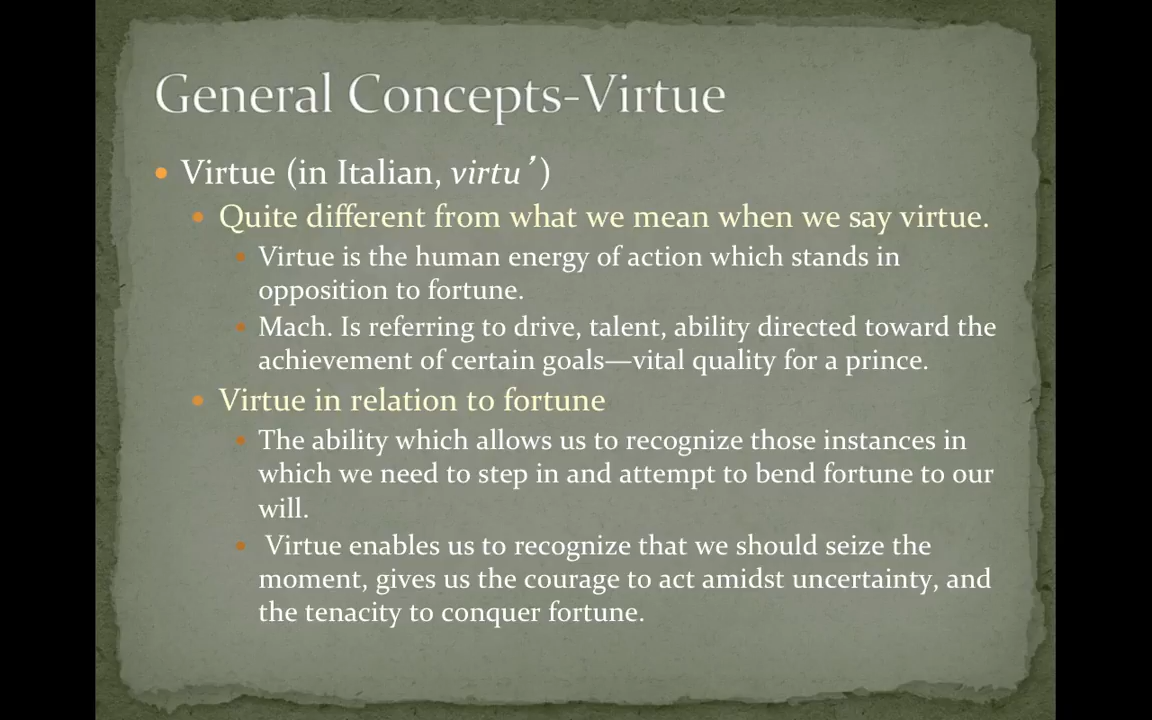 General Concepts-Virtue
• Virtue (in Italian, virtu ’)
• Quite different from what we mean when we say virtue.
▪ Virtue is the human energy of action which stands in
opposition to fortune.
▪ Mach. Is referring to drive, talent, ability directed toward the
achievement of certain goals—vital quality for a prince.
• Virtue in relation to fortune
▪ The ability which allows us to recognize those instances in
which we need to step in and attempt to bend fortune to our
will.
▪ Virtue enables us to recognize that we should seize the
moment, gives us the courage to act amidst uncertainty, and
the tenacity to conquer fortune.